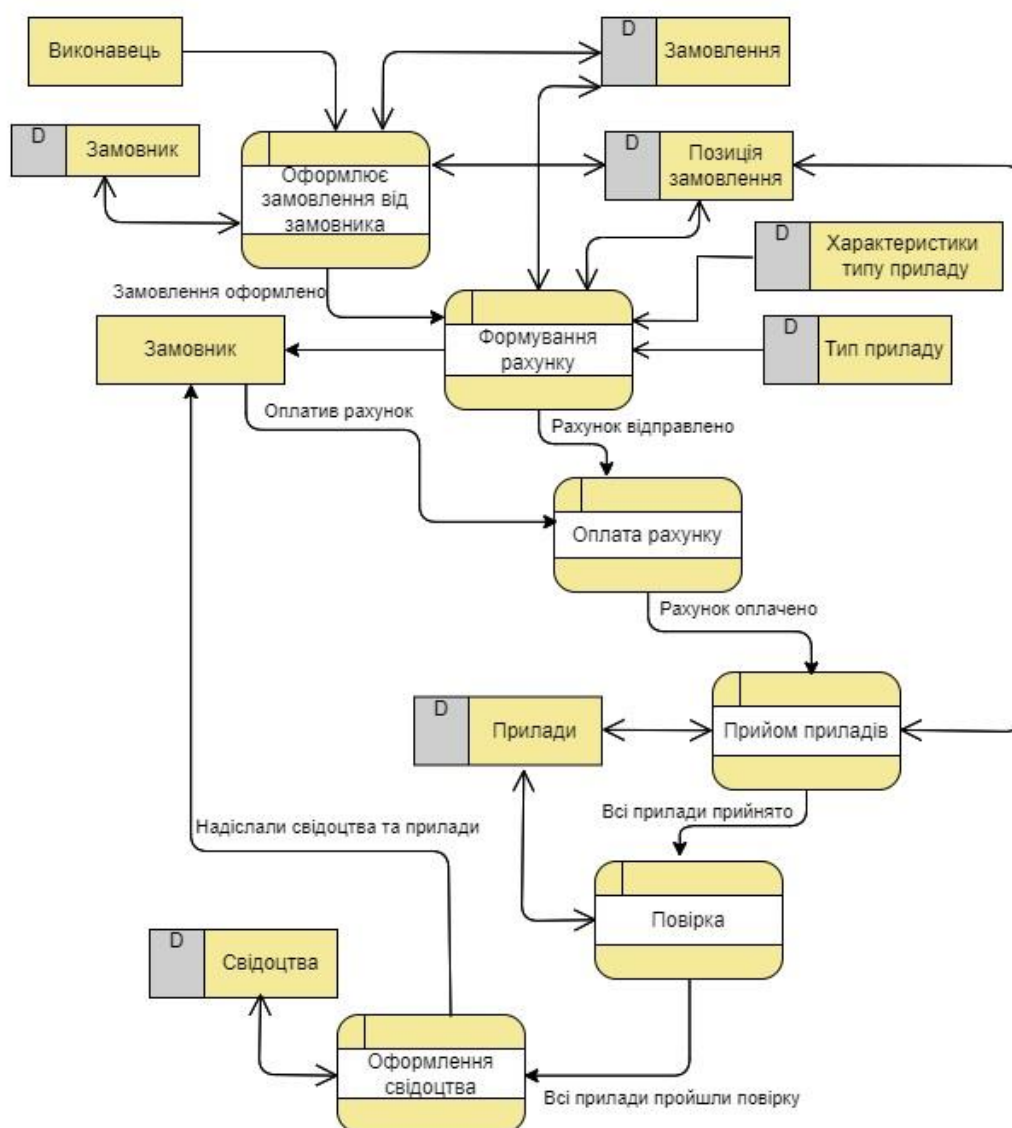 Виконавець
D
Замовлення
D
Замовник
Оформлює
замовлення від
замовника
D
Позиція
замовлення
D
Характеристики
типу приладу
Замовлення оформлено
Замовник
Формування
рахунку
D
Тип приладу
Оплатив рахунок
Рахунок відправлено
Оплата рахунку
Рахунок оплачено
D
Прилади
Прийом приладів
Всі прилади прийнято
Надіслали свідоцтва та прилади
Повірка
D
Свідоцтва
Оформлення
свідоцтва
Всі прилади пройшли повірку